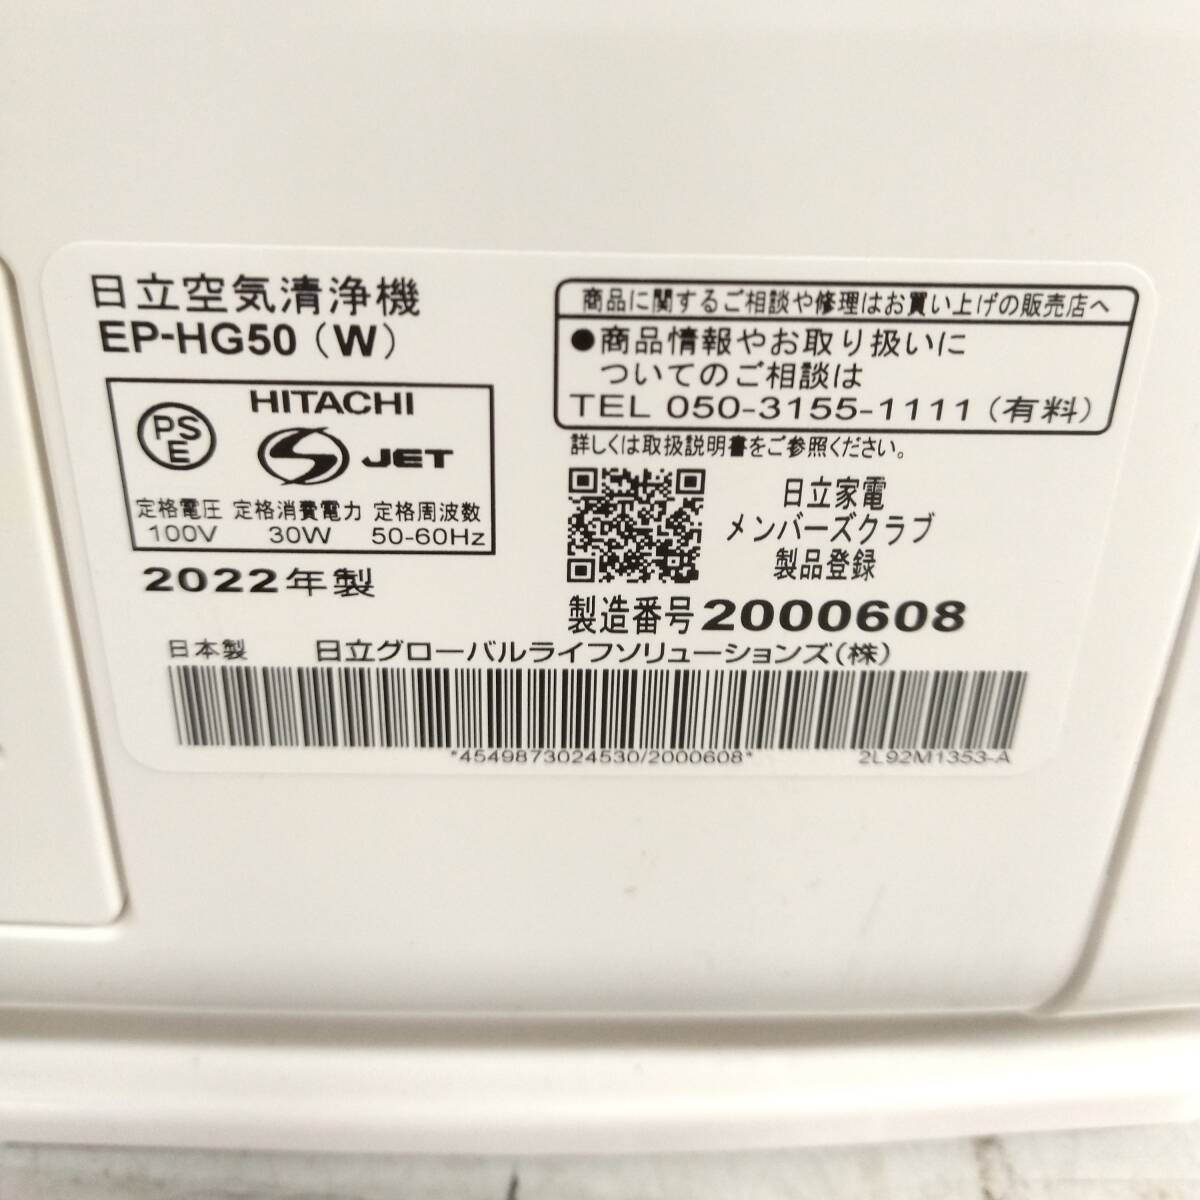 日立空気清浄機
EP-HG50（W）
PS
E
HITACHI
JET
定格電圧 定格消費電力 定格周波数
100V 30W 50-60Hz
2022年製
商品に関するご相談や修理はお買い上げの販売店へ
●商品情報やお取り扱いに
ついてのご相談は
TEL 050-3155-1111（有料）
詳しくは取扱説明書をご参照ください。
日立家電
メンバーズクラブ
製品登録
製造番号 2000608
日本製 日立グローバルライフソリューションズ（株）
*4549873024530/2000608* 2L92M1353-A